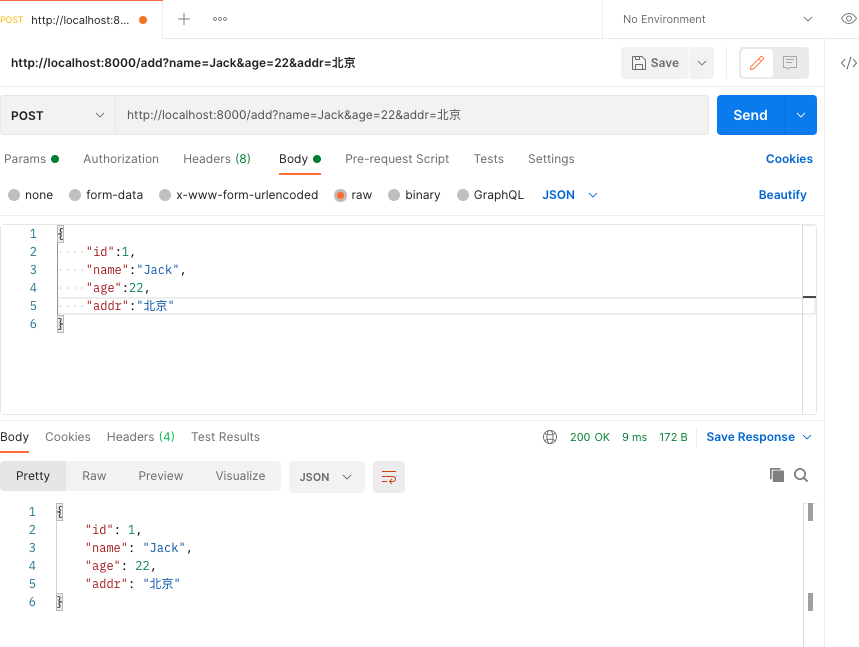 POST http://localhost:8... No Environment
http://localhost:8000/add?name=Jack&age=22&addr=北京 Save
POST http://localhost:8000/add?name=Jack&age=22&addr=北京 Send
Params Authorization Headers (8) Body Pre-request Script Tests Settings Cookies
none form-data x-www-form-urlencoded raw binary GraphQL JSON Beautify
1 {
2 "id":1,
3 "name":"Jack",
4 "age":22,
5 "addr":"北京"
6 }
Body Cookies Headers (4) Test Results 200 OK 9 ms 172 B Save Response
Pretty Raw Preview Visualize JSON
1 {
2 "id": 1,
3 "name": "Jack",
4 "age": 22,
5 "addr": "北京"
6 }